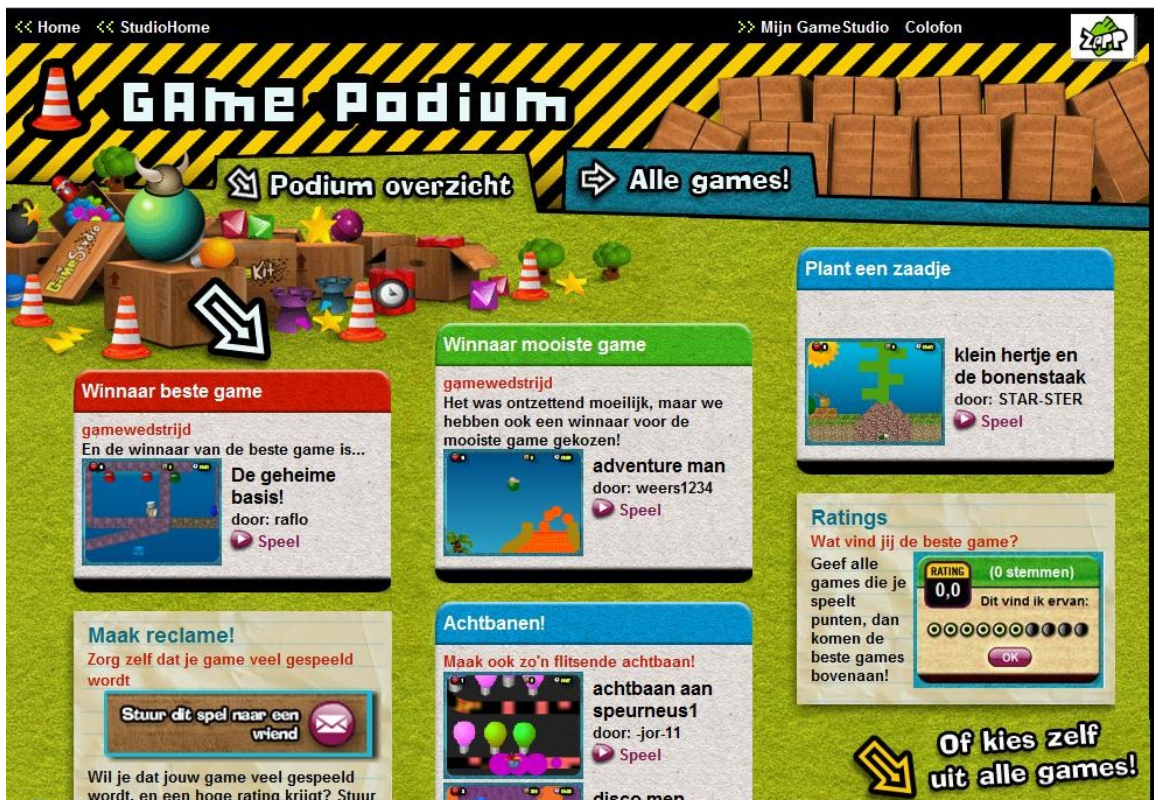 << Home << StudioHome >> Mijn GameStudio Colofon
Zapp
Game Podium
Podium overzicht
Alle games!
GameStudio
Kit
Winnaar beste game
gamewedstrijd
En de winnaar van de beste game is...
De geheime
basis!
door: raflo
Speel
Maak reclame!
Zorg zelf dat je game veel gespeeld
wordt
Stuur dit spel naar een
vriend
Wil je dat jouw game veel gespeeld
wordt, en een hoge rating krijgt? Stuur
Winnaar mooiste game
gamewedstrijd
Het was ontzettend moeilijk, maar we
hebben ook een winnaar voor de
mooiste game gekozen!
adventure man
door: weers1234
Speel
Achtbanen!
Maak ook zo'n flitsende achtbaan!
achtbaan aan
speurneus1
door: -jor-11
Speel
disco men
Plant een zaadje
klein hertje en
de bonenstaak
door: STAR-STER
Speel
Ratings
Wat vind jij de beste game?
Geef alle
games die je
speelt
punten, dan
komen de
beste games
bovenaan!
RATING
0,0
(0 stemmen)
Dit vind ik ervan:
OK
Of kies zelf
uit alle games!